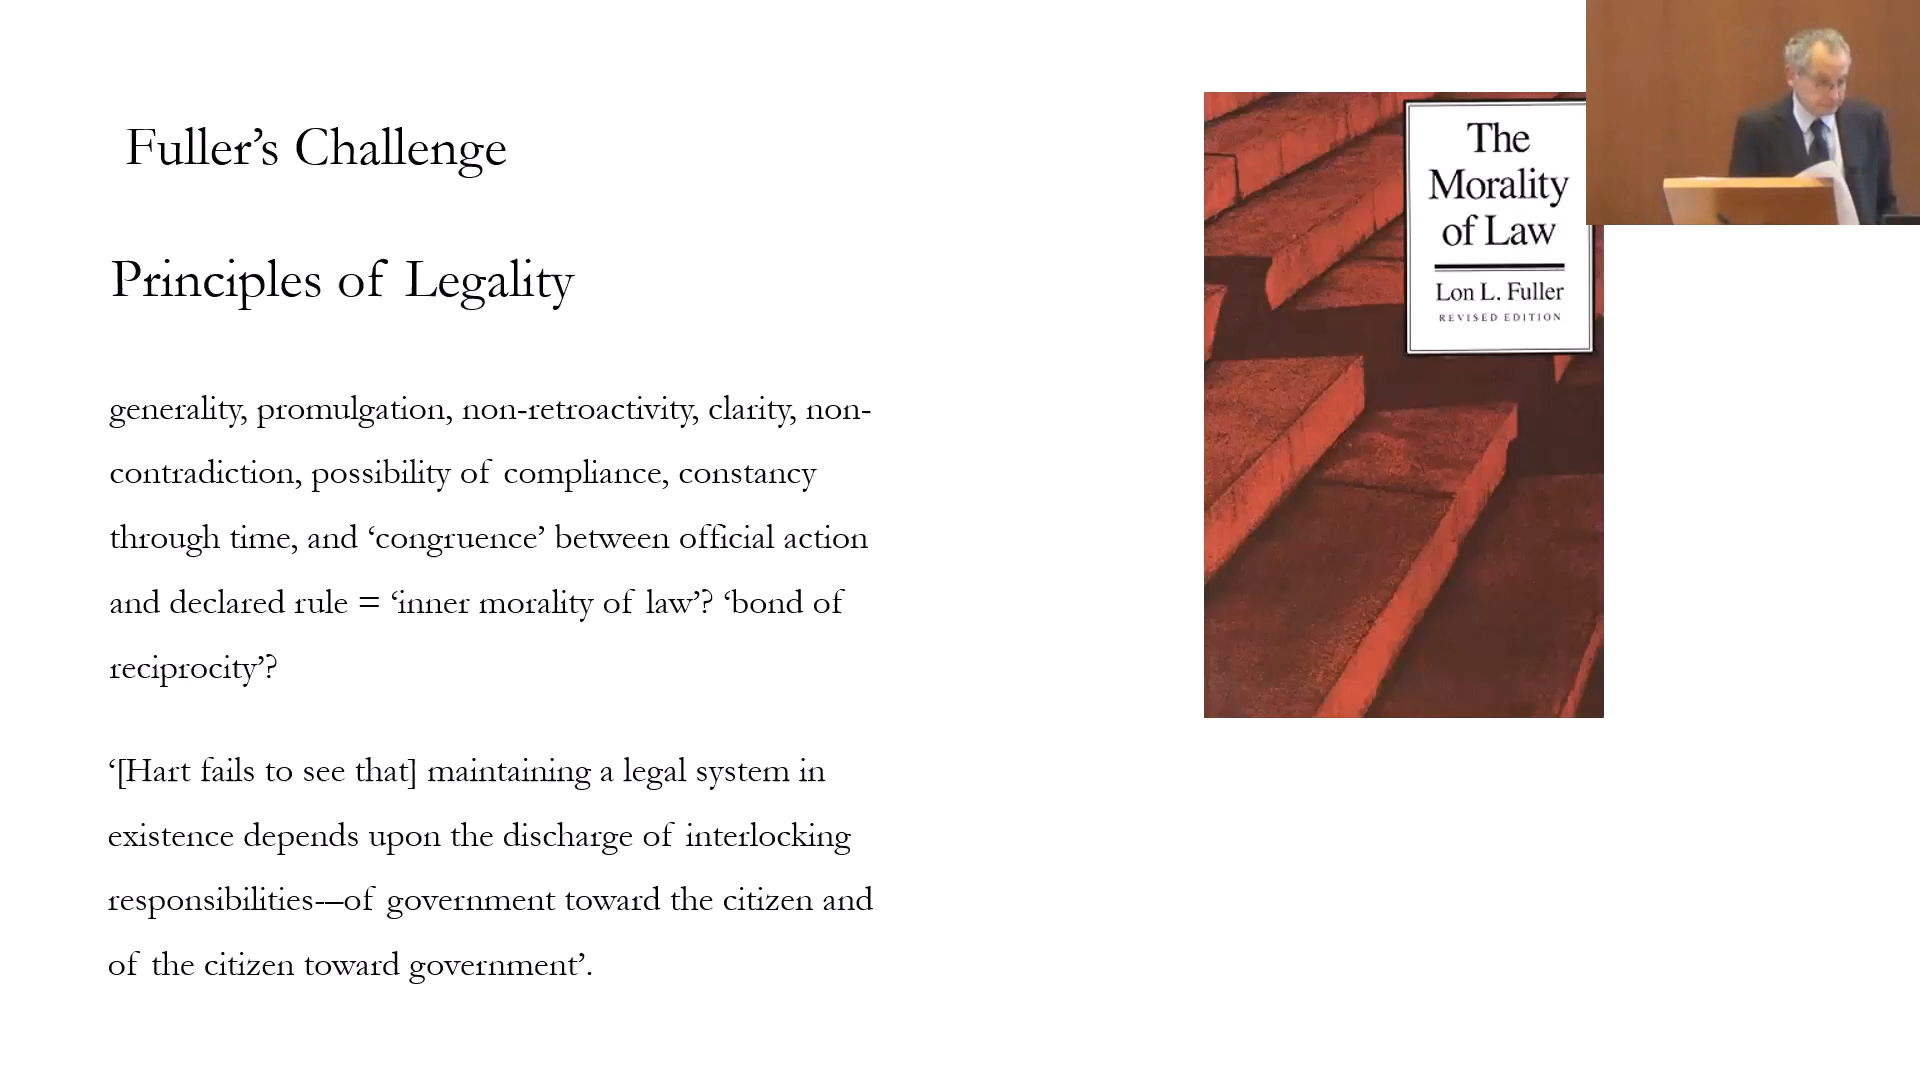 Fuller’s Challenge
Principles of Legality
generality, promulgation, non-retroactivity, clarity, non-
contradiction, possibility of compliance, constancy
through time, and ‘congruence’ between official action
and declared rule = ‘inner morality of law’? ‘bond of
reciprocity’?
‘[Hart fails to see that] maintaining a legal system in
existence depends upon the discharge of interlocking
responsibilities-–of government toward the citizen and
of the citizen toward government’.
The
Morality
of Law
Lon L. Fuller
REVISED EDITION